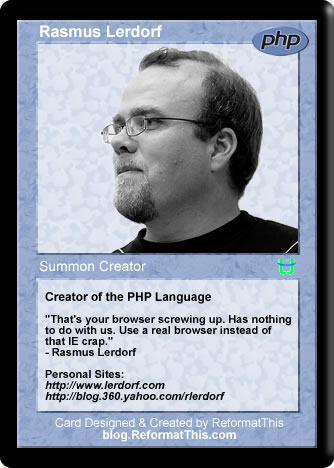 Rasmus Lerdorf
php
Summon Creator
Creator of the PHP Language
"That's your browser screwing up. Has nothing
to do with us. Use a real browser instead of
that IE crap."
- Rasmus Lerdorf
Personal Sites:
http://www.lerdorf.com
http://blog.360.yahoo.com/rlerdorf
Card Designed & Created by ReformatThis
blog.ReformatThis.com